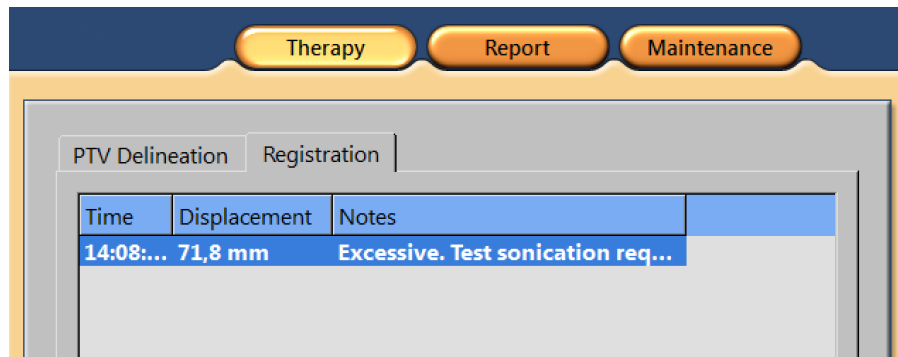 Therapy Report Maintenance
PTV Delineation Registration
Time Displacement Notes
14:08:... 71,8 mm Excessive. Test sonication req...